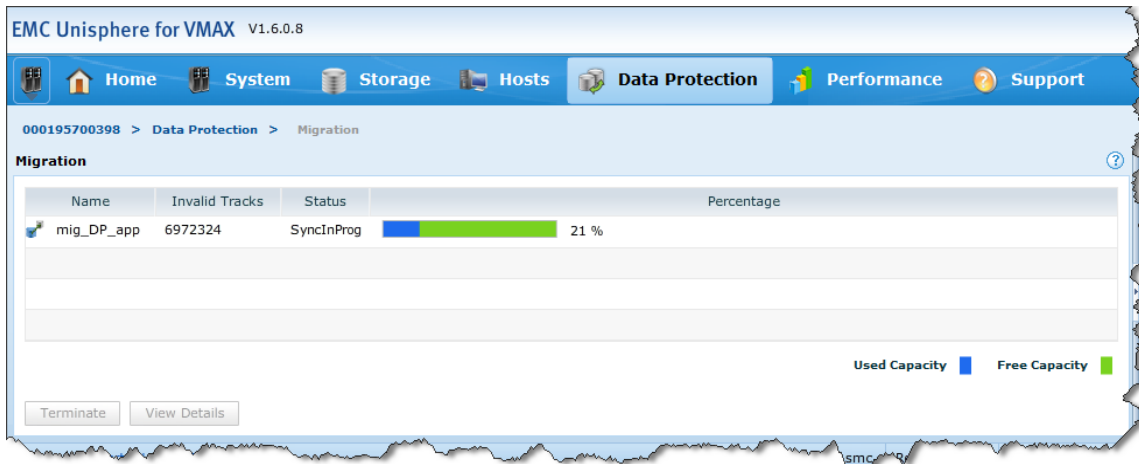 EMC Unisphere for VMAX V1.6.0.8
Home System Storage Hosts Data Protection Performance Support
000195700398 > Data Protection > Migration
Migration
Name Invalid Tracks Status Percentage
mig_DP_app 6972324 SyncInProg 21 %
Used Capacity Free Capacity
Terminate View Details